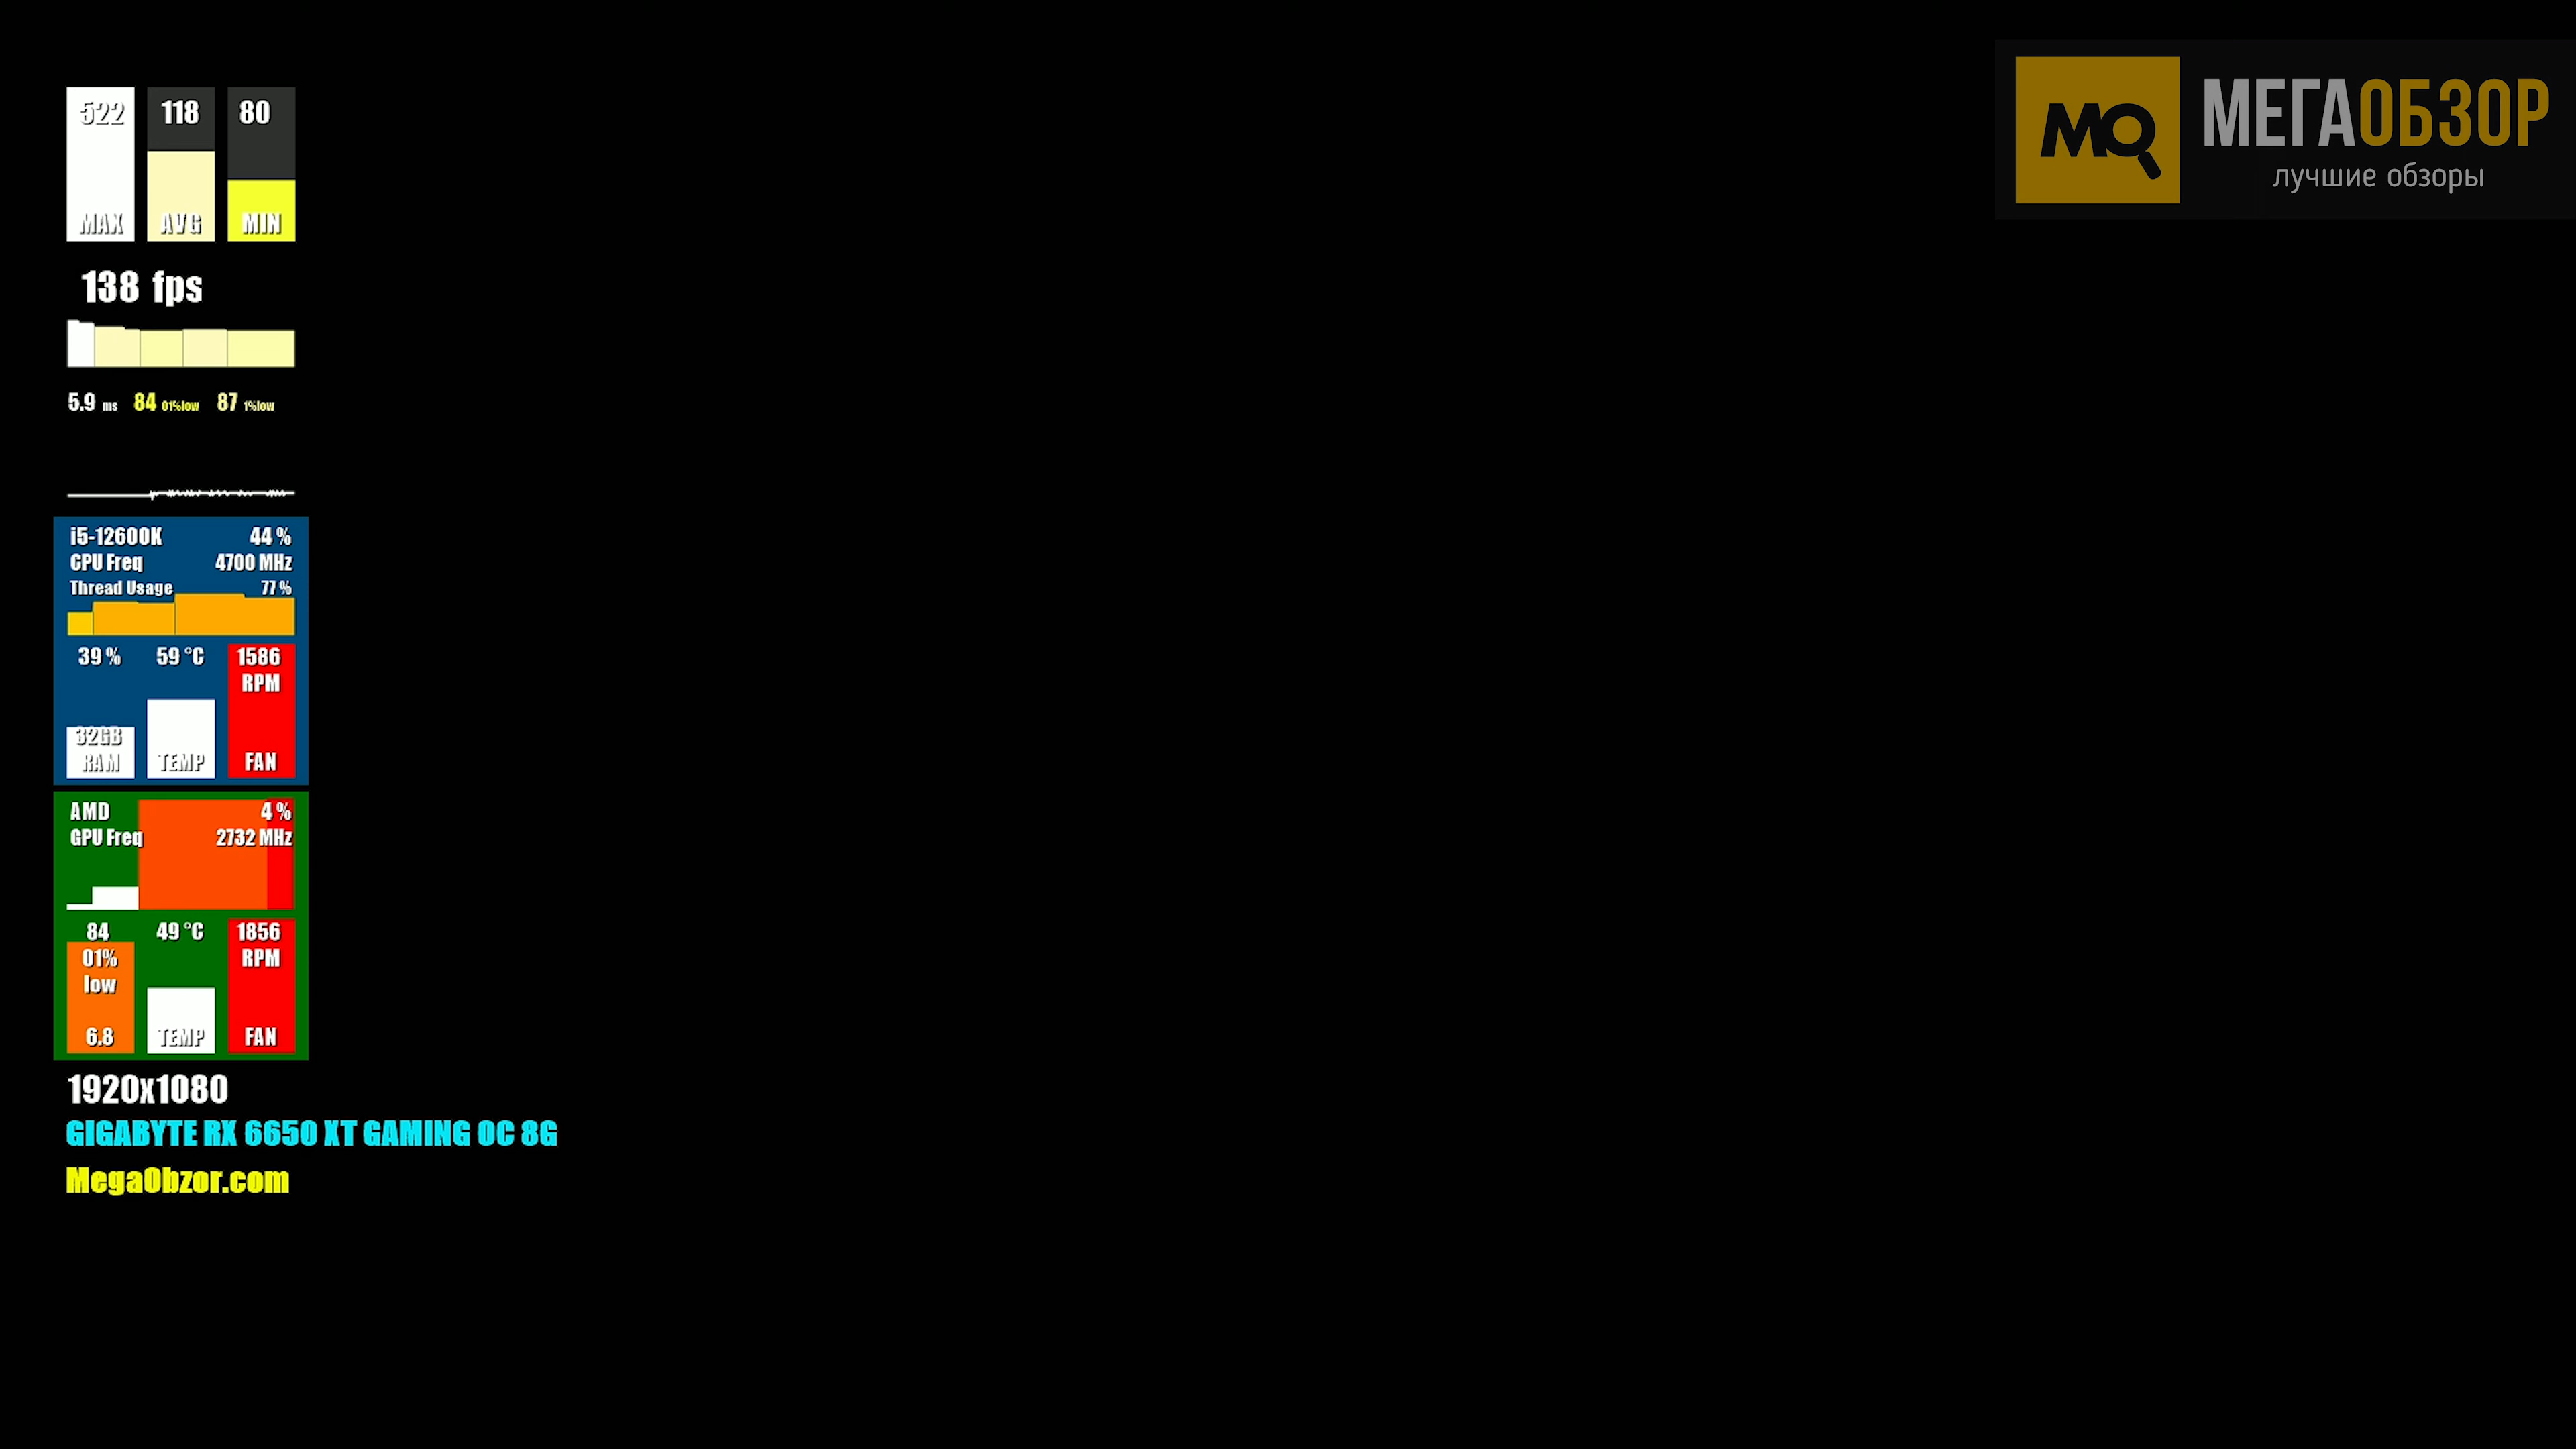 МЕГАОБЗОР
лучшие обзоры
522 118 80
MAX AVG MIN
138 fps
5.9 ms 84 01%low 87 1%low
i5-12600K 44 %
CPU Freq 4700 MHz
Thread Usage 77 %
39 % 59 °C 1586
RPM
32GB
RAM TEMP FAN
AMD 4 %
GPU Freq 2732 MHz
84 49 °C 1856
01% RPM
low
6.8 TEMP FAN
1920x1080
GIGABYTE RX 6650 XT GAMING OC 8G
MegaObzor.com